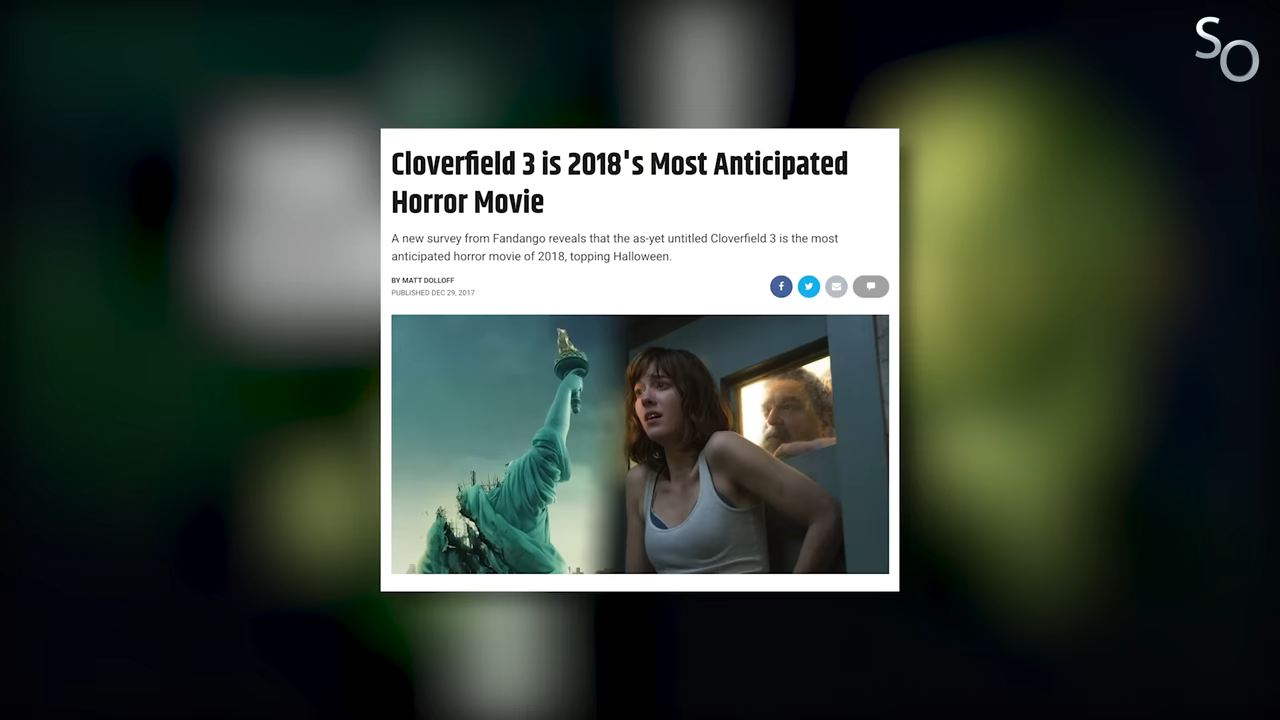 SO
Cloverfield 3 is 2018's Most Anticipated
Horror Movie
A new survey from Fandango reveals that the as-yet untitled Cloverfield 3 is the most
anticipated horror movie of 2018, topping Halloween.
BY MATT DOLLOFF
PUBLISHED DEC 29, 2017